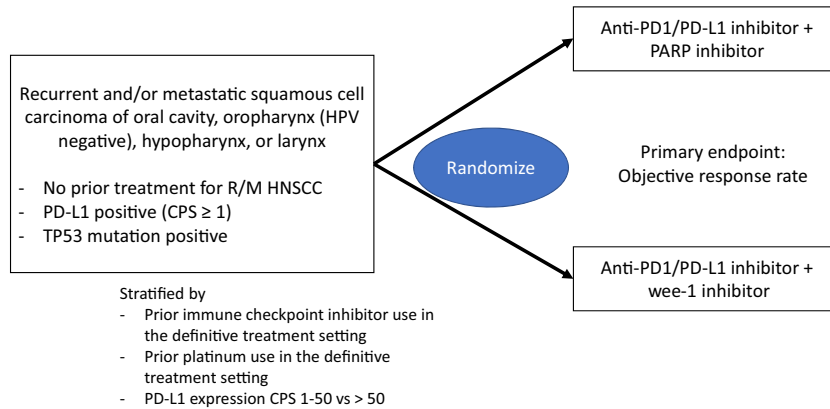 Recurrent and/or metastatic squamous cell
carcinoma of oral cavity, oropharynx (HPV
negative), hypopharynx, or larynx
- No prior treatment for R/M HNSCC
- PD-L1 positive (CPS ≥ 1)
- TP53 mutation positive
Stratified by
- Prior immune checkpoint inhibitor use in
the definitive treatment setting
- Prior platinum use in the definitive
treatment setting
- PD-L1 expression CPS 1-50 vs > 50
Randomize
Anti-PD1/PD-L1 inhibitor +
PARP inhibitor
Primary endpoint:
Objective response rate
Anti-PD1/PD-L1 inhibitor +
wee-1 inhibitor